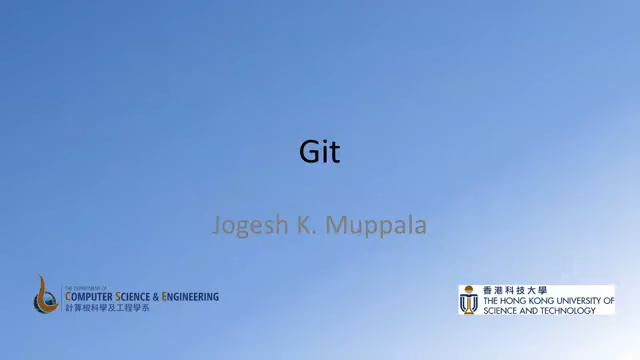 Git
Jogesh K. Muppala
THE DEPARTMENT OF
COMPUTER SCIENCE & ENGINEERING
計算機科學及工程學系
香港科技大學
THE HONG KONG UNIVERSITY OF
SCIENCE AND TECHNOLOGY